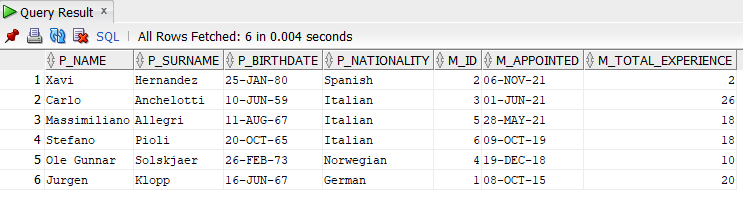 Query Result x
SQL | All Rows Fetched: 6 in 0.004 seconds
P_NAME P_SURNAME P_BIRTHDATE P_NATIONALITY M_ID M_APPOINTED M_TOTAL_EXPERIENCE
1 Xavi Hernandez 25-JAN-80 Spanish 2 06-NOV-21 2
2 Carlo Anchelotti 10-JUN-59 Italian 3 01-JUN-21 26
3 Massimiliano Allegri 11-AUG-67 Italian 5 28-MAY-21 18
4 Stefano Pioli 20-OCT-65 Italian 6 09-OCT-19 18
5 Ole Gunnar Solskjaer 26-FEB-73 Norwegian 4 19-DEC-18 10
6 Jurgen Klopp 16-JUN-67 German 1 08-OCT-15 20